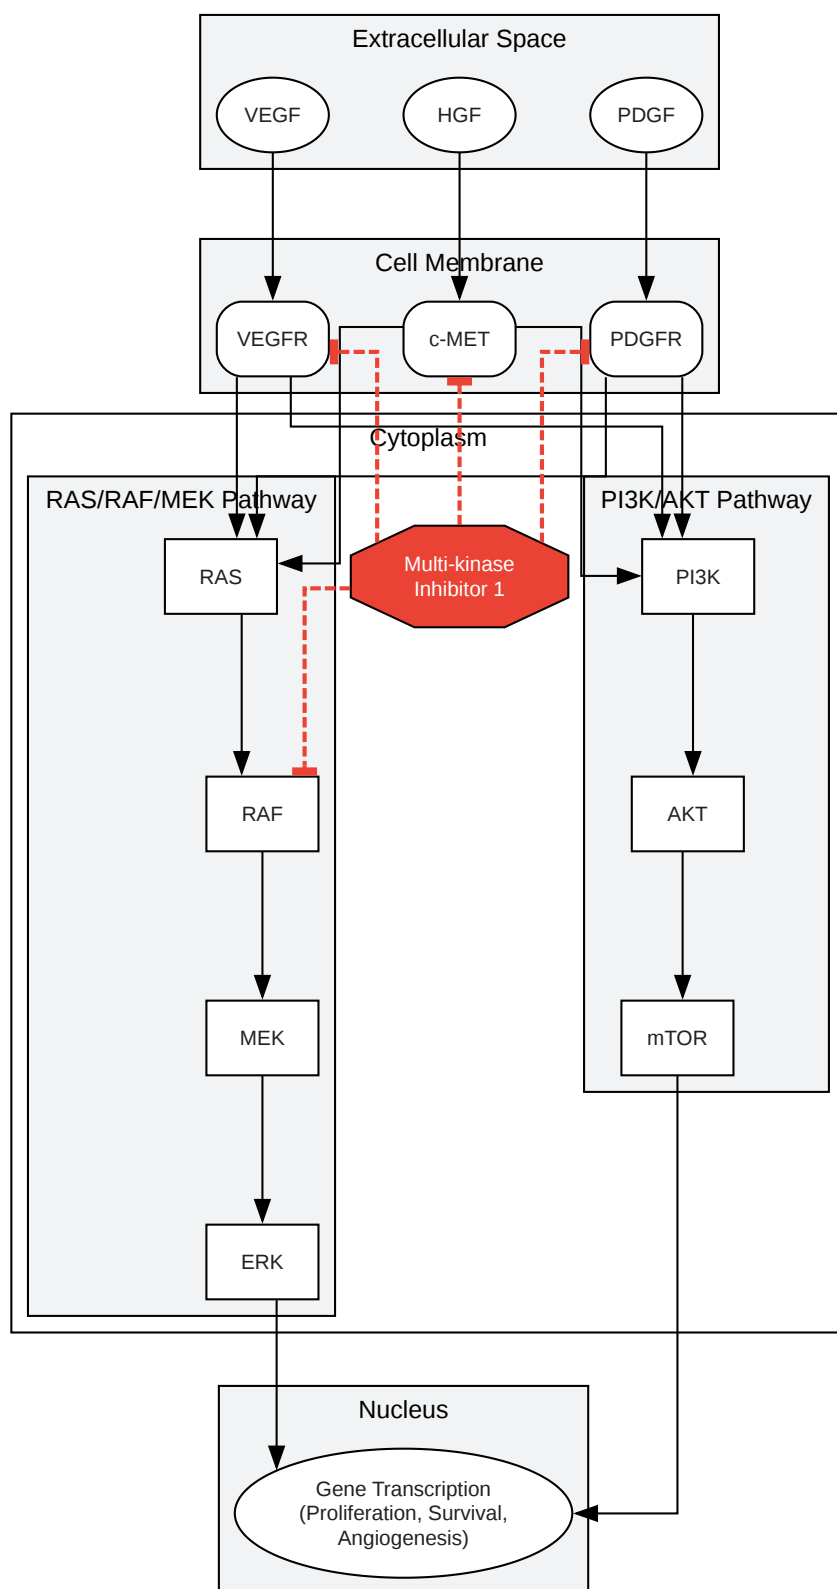 Extracellular Space
VEGF
HGF
PDGF
Cell Membrane
VEGFR
c-MET
PDGFR
Cytoplasm
RAS/RAF/MEK Pathway
PI3K/AKT Pathway
RAS
Multi-kinase
Inhibitor 1
PI3K
RAF
AKT
MEK
mTOR
ERK
Nucleus
Gene Transcription
(Proliferation, Survival,
Angiogenesis)